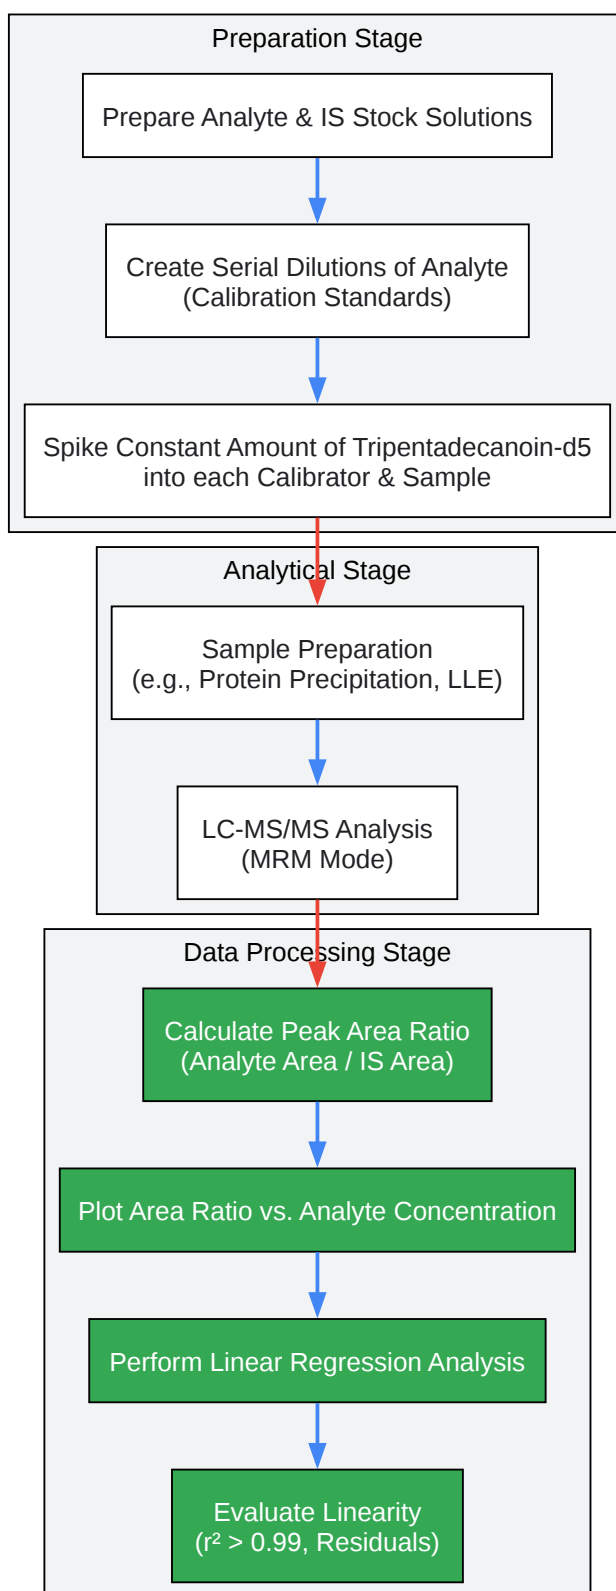 Preparation Stage
Prepare Analyte & IS Stock Solutions
Create Serial Dilutions of Analyte
(Calibration Standards)
Spike Constant Amount of Tripentadecanoin-d5
into each Calibrator & Sample
Analytical Stage
Sample Preparation
(e.g., Protein Precipitation, LLE)
LC-MS/MS Analysis
(MRM Mode)
Data Processing Stage
Calculate Peak Area Ratio
(Analyte Area / IS Area)
Plot Area Ratio vs. Analyte Concentration
Perform Linear Regression Analysis
Evaluate Linearity
(r² > 0.99, Residuals)